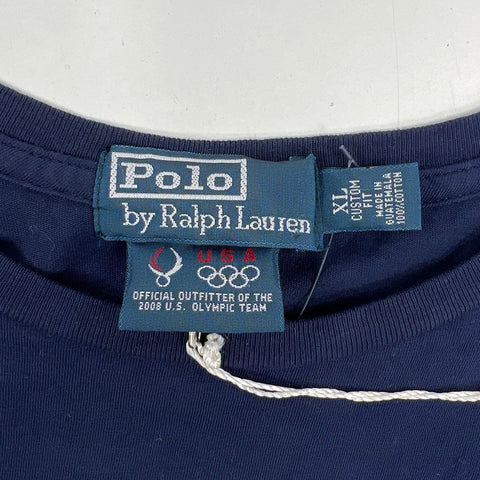 Polo
by Ralph Lauren
XL
CUSTOM
FIT
MADE IN
GUATEMALA
100% COTTON
USA
OFFICIAL OUTFITTER OF THE
2008 U.S. OLYMPIC TEAM